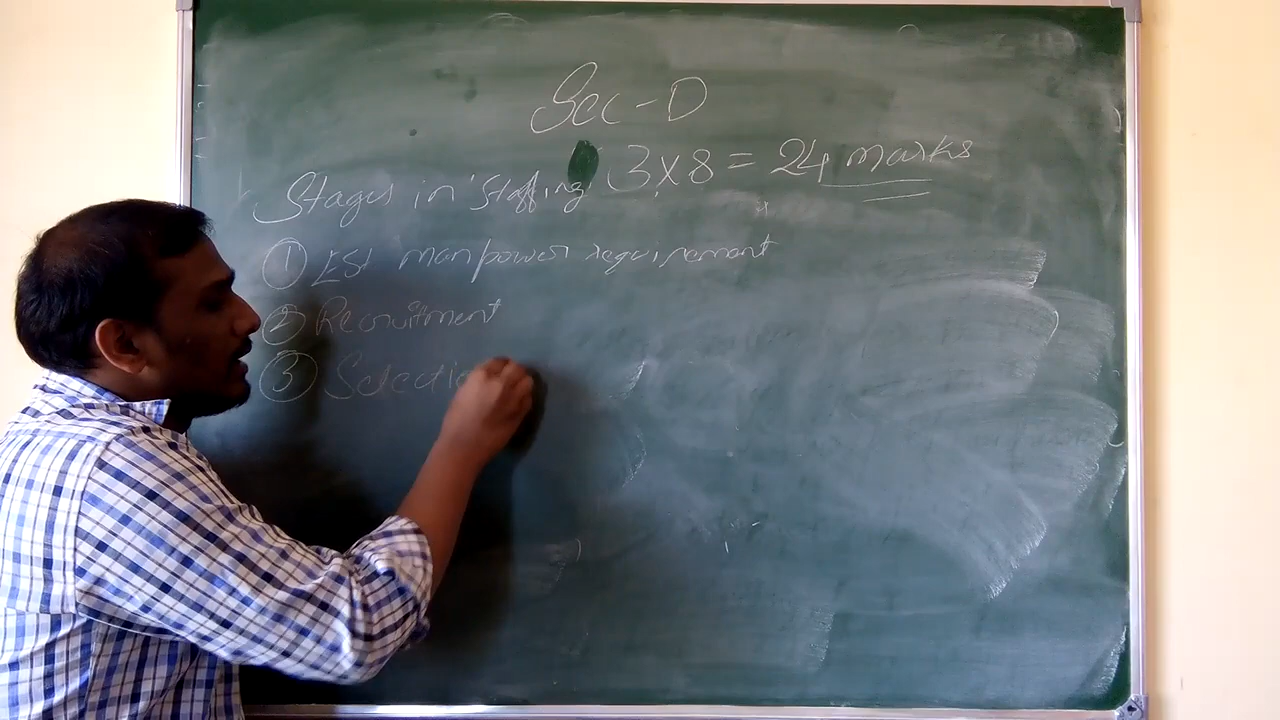 Sec - D
3 x 8 = 24 marks
Stages in Staffing
① Est manpower requirement
② Recruitment
③ Selectio